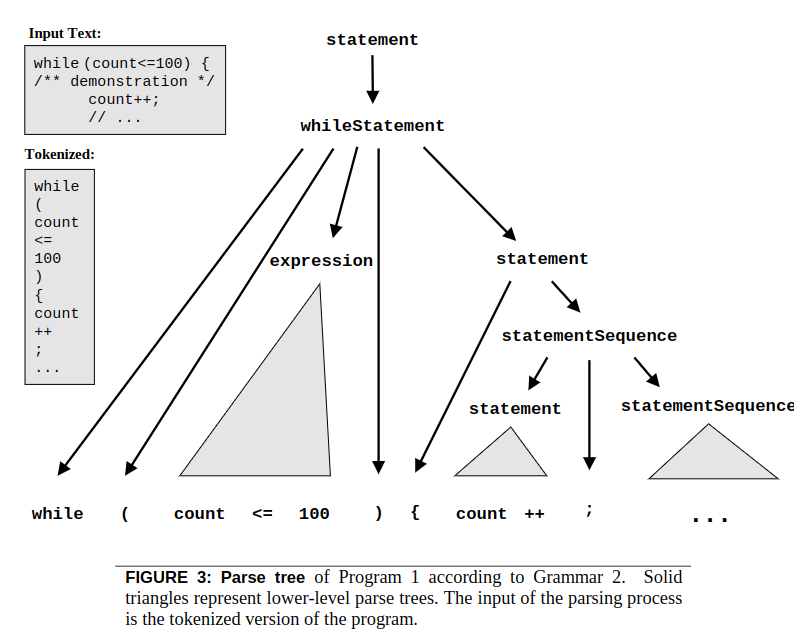 Input Text:
while (count<=100) {
/** demonstration */
count++;
// ...
Tokenized:
while
(
count
<=
100
)
{
count
++
;
...
statement
whileStatement
expression
statement
statementSequence
statement statementSequence
while ( count <= 100 ) { count ++ ; ...
FIGURE 3: Parse tree of Program 1 according to Grammar 2. Solid
triangles represent lower-level parse trees. The input of the parsing process
is the tokenized version of the program.